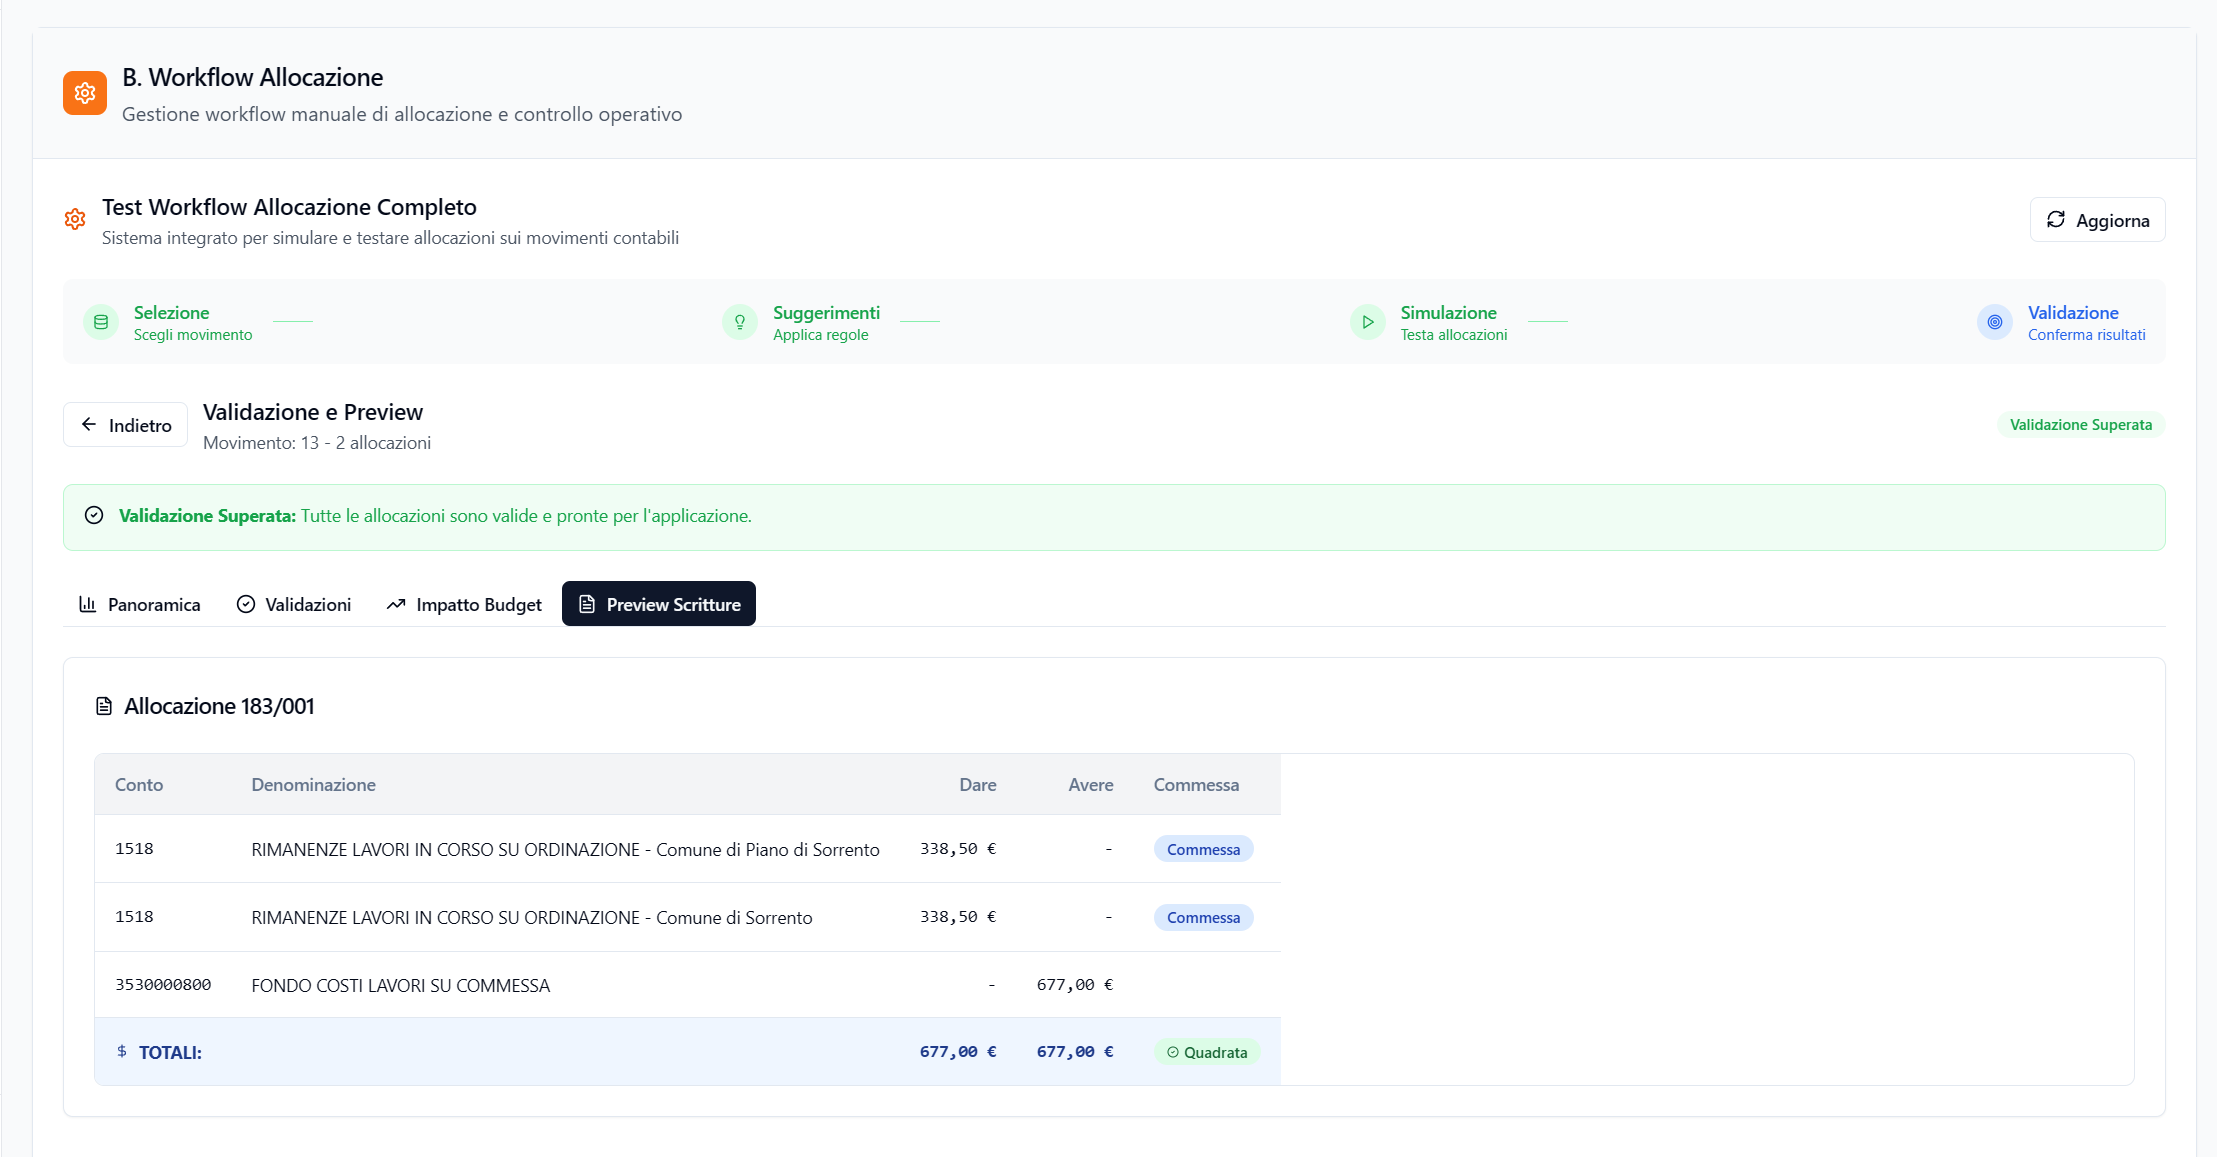 B. Workflow Allocazione
Gestione workflow manuale di allocazione e controllo operativo
Test Workflow Allocazione Completo
Sistema integrato per simulare e testare allocazioni sui movimenti contabili
Aggiorna
Selezione
Scegli movimento
Suggerimenti
Applica regole
Simulazione
Testa allocazioni
Validazione
Conferma risultati
Indietro
Validazione e Preview
Movimento: 13 - 2 allocazioni
Validazione Superata
Validazione Superata: Tutte le allocazioni sono valide e pronte per l'applicazione.
Panoramica Validazioni Impatto Budget Preview Scritture
Allocazione 183/001
Conto Denominazione Dare Avere Commessa
1518 RIMANENZE LAVORI IN CORSO SU ORDINAZIONE - Comune di Piano di Sorrento 338,50 € - Commessa
1518 RIMANENZE LAVORI IN CORSO SU ORDINAZIONE - Comune di Sorrento 338,50 € - Commessa
3530000800 FONDO COSTI LAVORI SU COMMESSA - 677,00 €
$ TOTALI: 677,00 € 677,00 € Quadrata